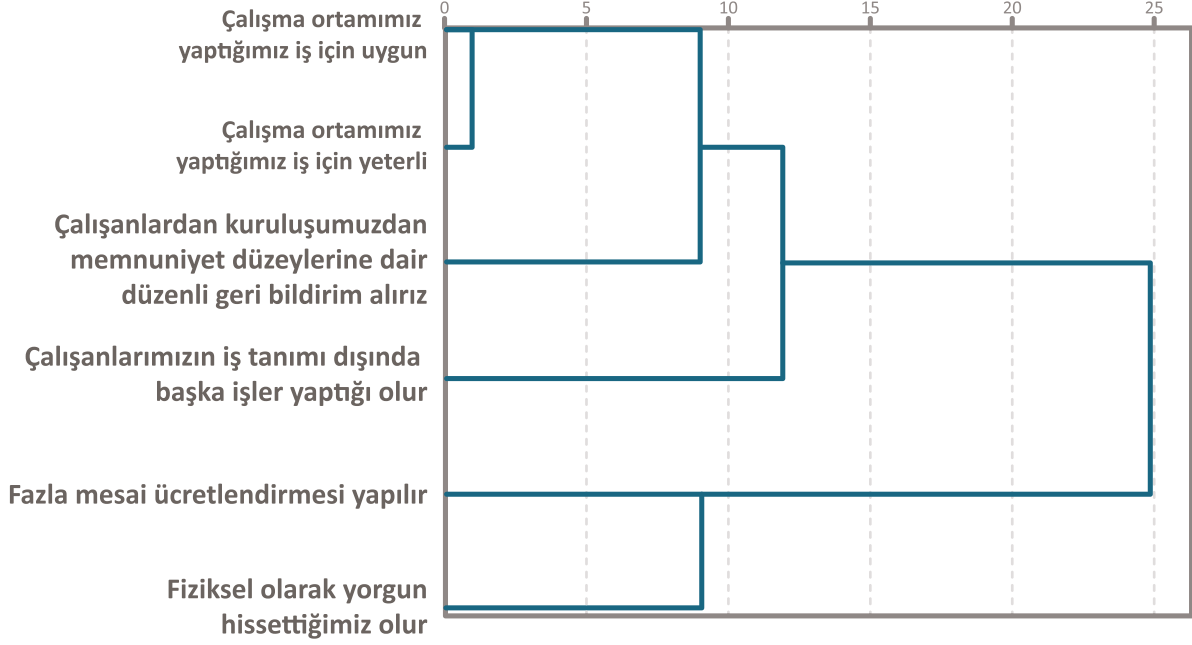 0 5 10 15 20 25
Çalışma ortamımız
yaptığımız iş için uygun
Çalışma ortamımız
yaptığımız iş için yeterli
Çalışanlardan kuruluşumuzdan
memnuniyet düzeylerine dair
düzenli geri bildirim alırız
Çalışanlarımızın iş tanımı dışında
başka işler yaptığı olur
Fazla mesai ücretlendirmesi yapılır
Fiziksel olarak yorgun
hissettiğimiz olur